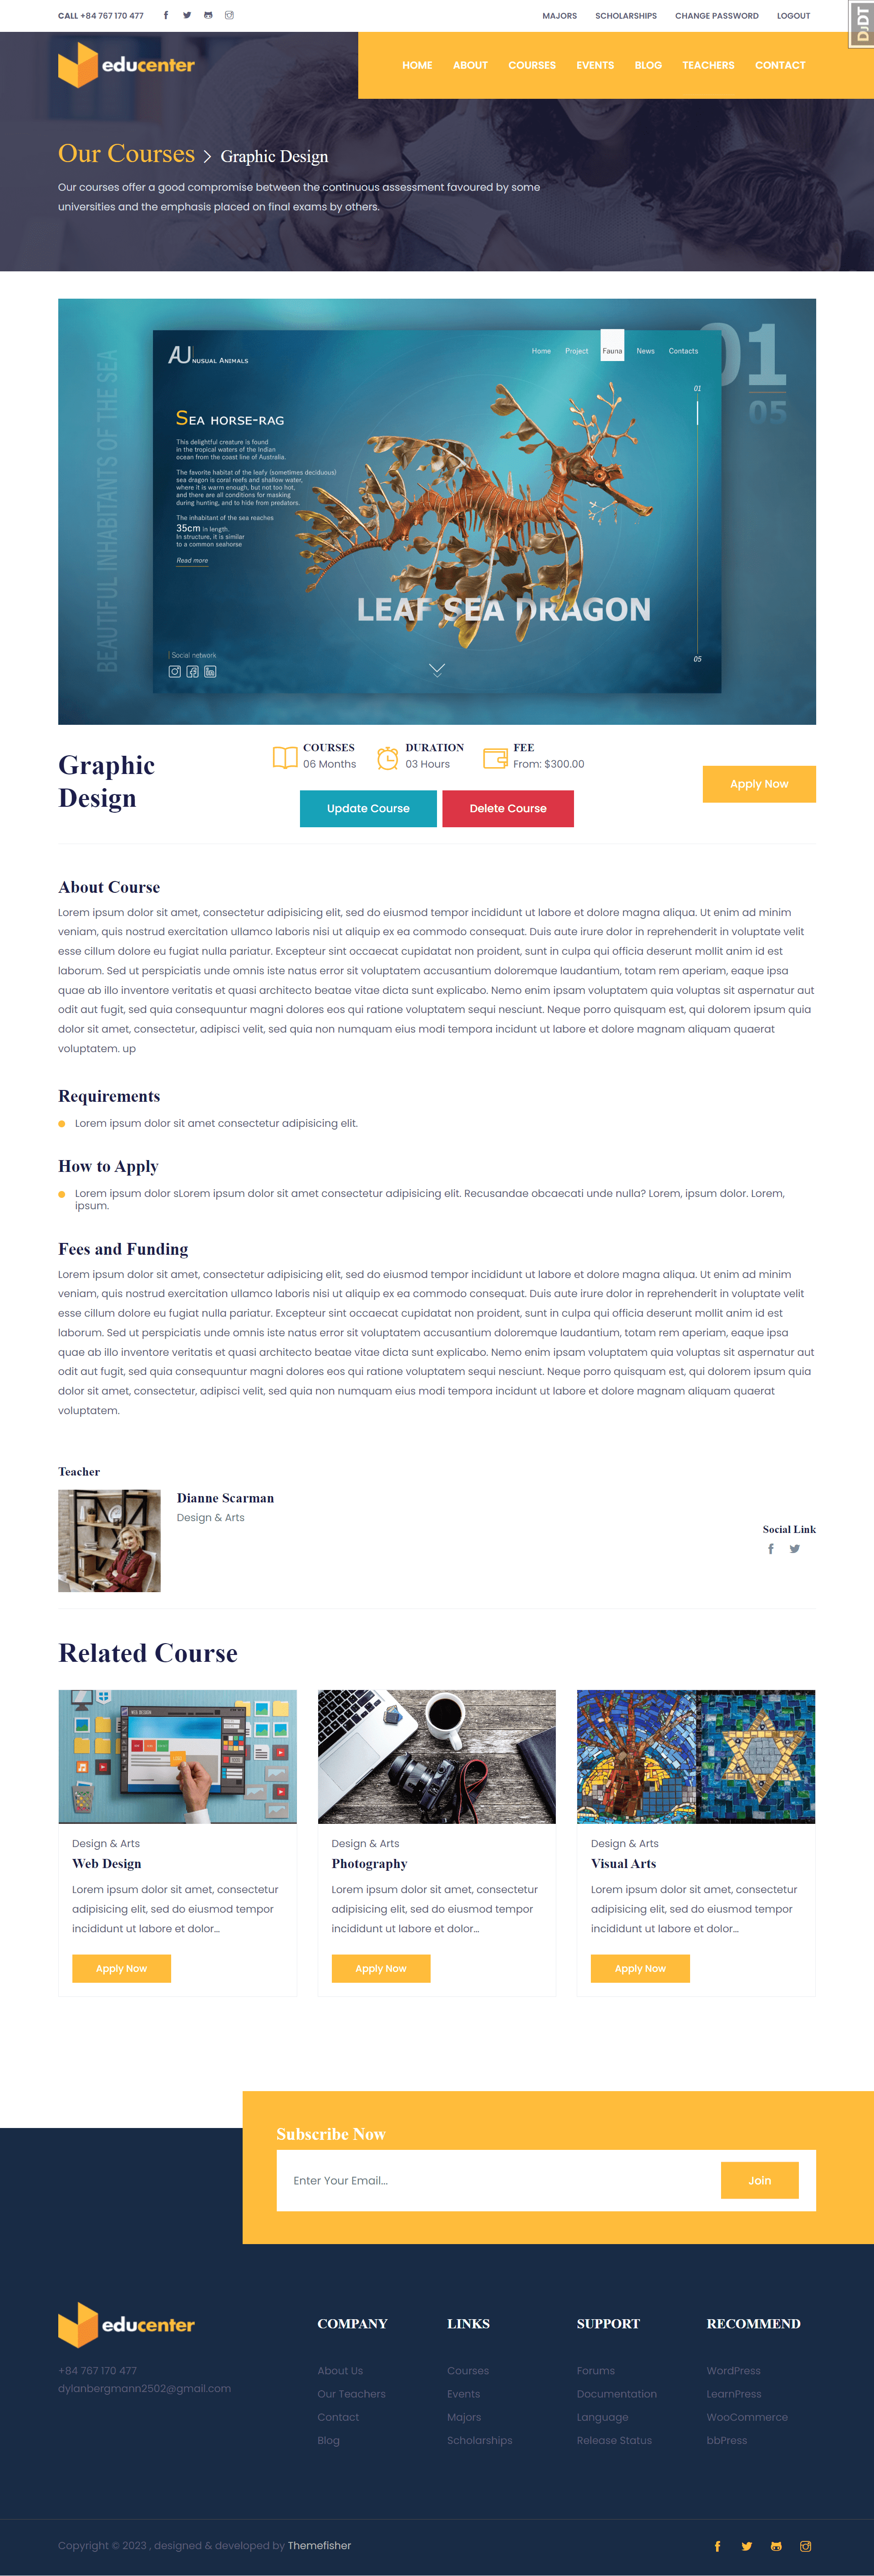 CALL +84 767 170 477
MAJORS SCHOLARSHIPS CHANGE PASSWORD LOGOUT
DjDT
educenter
HOME ABOUT COURSES EVENTS BLOG TEACHERS CONTACT
Our Courses > Graphic Design
Our courses offer a good compromise between the continuous assessment favoured by some
universities and the emphasis placed on final exams by others.
BEAUTIFUL INHABITANTS OF THE SEA
AU NUSUAL ANIMALS
Home Project Fauna News Contacts
01
05
01
SEA HORSE-RAG
This delightful creature is found
in the tropical waters of the Indian
ocean from the coast line of Australia.
The favorite habitat of the leafy (sometimes deciduous)
sea dragon is coral reefs and shallow water,
where it is warm enough, but not too hot,
and there are all conditions for masking
during hunting, and to hide from predators.
The inhabitant of the sea reaches
35cm in length.
In structure, it is similar
to a common seahorse
Read more
LEAF SEA DRAGON
Social network
05
Graphic
Design
COURSES
06 Months
DURATION
03 Hours
FEE
From: $300.00
Update Course
Delete Course
Apply Now
About Course
Lorem ipsum dolor sit amet, consectetur adipisicing elit, sed do eiusmod tempor incididunt ut labore et dolore magna aliqua. Ut enim ad minim
veniam, quis nostrud exercitation ullamco laboris nisi ut aliquip ex ea commodo consequat. Duis aute irure dolor in reprehenderit in voluptate velit
esse cillum dolore eu fugiat nulla pariatur. Excepteur sint occaecat cupidatat non proident, sunt in culpa qui officia deserunt mollit anim id est
laborum. Sed ut perspiciatis unde omnis iste natus error sit voluptatem accusantium doloremque laudantium, totam rem aperiam, eaque ipsa
quae ab illo inventore veritatis et quasi architecto beatae vitae dicta sunt explicabo. Nemo enim ipsam voluptatem quia voluptas sit aspernatur aut
odit aut fugit, sed quia consequuntur magni dolores eos qui ratione voluptatem sequi nesciunt. Neque porro quisquam est, qui dolorem ipsum quia
dolor sit amet, consectetur, adipisci velit, sed quia non numquam eius modi tempora incidunt ut labore et dolore magnam aliquam quaerat
voluptatem. up
Requirements
Lorem ipsum dolor sit amet consectetur adipisicing elit.
How to Apply
Lorem ipsum dolor sLorem ipsum dolor sit amet consectetur adipisicing elit. Recusandae obcaecati unde nulla? Lorem, ipsum dolor. Lorem,
ipsum.
Fees and Funding
Lorem ipsum dolor sit amet, consectetur adipisicing elit, sed do eiusmod tempor incididunt ut labore et dolore magna aliqua. Ut enim ad minim
veniam, quis nostrud exercitation ullamco laboris nisi ut aliquip ex ea commodo consequat. Duis aute irure dolor in reprehenderit in voluptate velit
esse cillum dolore eu fugiat nulla pariatur. Excepteur sint occaecat cupidatat non proident, sunt in culpa qui officia deserunt mollit anim id est
laborum. Sed ut perspiciatis unde omnis iste natus error sit voluptatem accusantium doloremque laudantium, totam rem aperiam, eaque ipsa
quae ab illo inventore veritatis et quasi architecto beatae vitae dicta sunt explicabo. Nemo enim ipsam voluptatem quia voluptas sit aspernatur aut
odit aut fugit, sed quia consequuntur magni dolores eos qui ratione voluptatem sequi nesciunt. Neque porro quisquam est, qui dolorem ipsum quia
dolor sit amet, consectetur, adipisci velit, sed quia non numquam eius modi tempora incidunt ut labore et dolore magnam aliquam quaerat
voluptatem.
Teacher
Dianne Scarman
Design & Arts
Social Link
Related Course
WEB DESIGN
Design & Arts
Web Design
Lorem ipsum dolor sit amet, consectetur
adipisicing elit, sed do eiusmod tempor
incididunt ut labore et dolor...
Apply Now
Design & Arts
Photography
Lorem ipsum dolor sit amet, consectetur
adipisicing elit, sed do eiusmod tempor
incididunt ut labore et dolor...
Apply Now
Design & Arts
Visual Arts
Lorem ipsum dolor sit amet, consectetur
adipisicing elit, sed do eiusmod tempor
incididunt ut labore et dolor...
Apply Now
Subscribe Now
Enter Your Email...
Join
educenter
+84 767 170 477
dylanbergmann2502@gmail.com
COMPANY
About Us
Our Teachers
Contact
Blog
LINKS
Courses
Events
Majors
Scholarships
SUPPORT
Forums
Documentation
Language
Release Status
RECOMMEND
WordPress
LearnPress
WooCommerce
bbPress
Copyright © 2023 , designed & developed by Themefisher